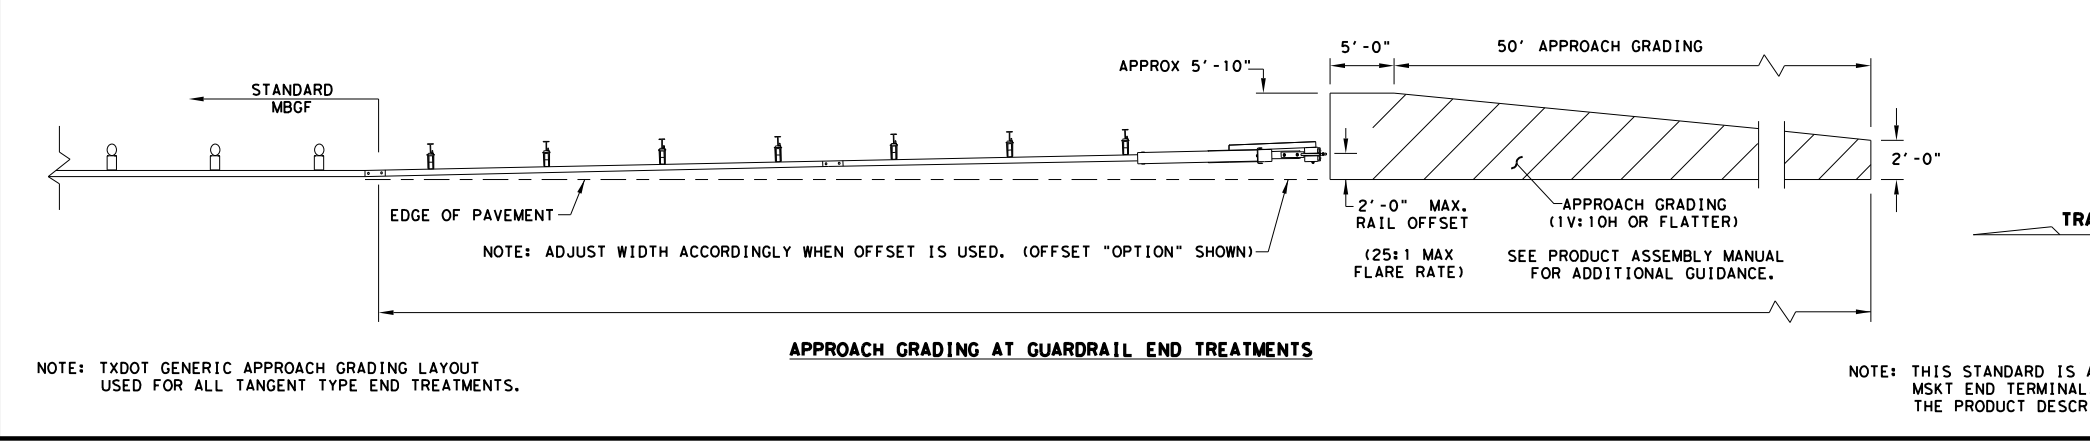 5'-0"
50' APPROACH GRADING
APPROX 5'-10"
STANDARD
MBGF
2'-0"
EDGE OF PAVEMENT
2'-0" MAX.
RAIL OFFSET
(25:1 MAX
FLARE RATE)
APPROACH GRADING
(1V:10H OR FLATTER)
NOTE: ADJUST WIDTH ACCORDINGLY WHEN OFFSET IS USED. (OFFSET "OPTION" SHOWN)
SEE PRODUCT ASSEMBLY MANUAL
FOR ADDITIONAL GUIDANCE.
TRA
APPROACH GRADING AT GUARDRAIL END TREATMENTS
NOTE: TXDOT GENERIC APPROACH GRADING LAYOUT
USED FOR ALL TANGENT TYPE END TREATMENTS.
NOTE: THIS STANDARD IS A
MSKT END TERMINAL
THE PRODUCT DESCR